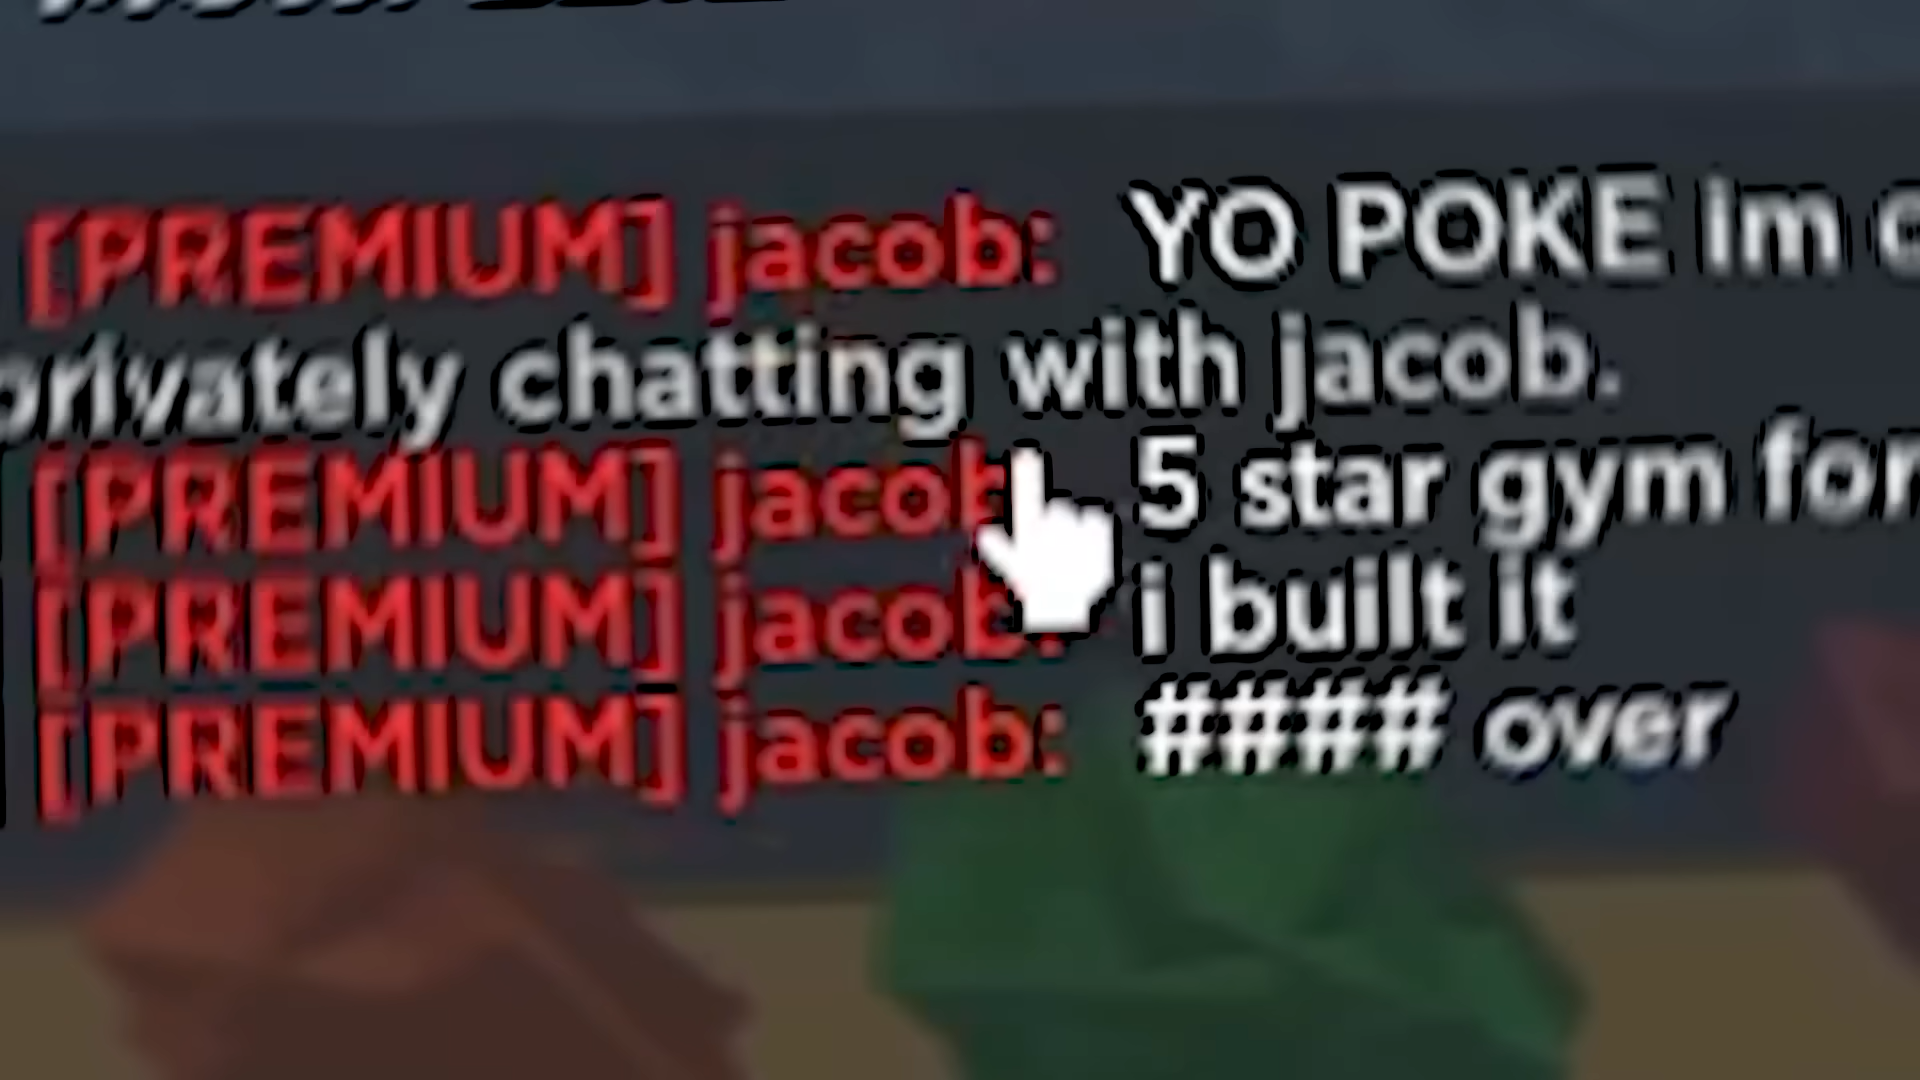 [PREMIUM] jacob: YO POKE im
privately chatting with jacob.
[PREMIUM] jacob 5 star gym for
[PREMIUM] jacob: i built it
[PREMIUM] jacob: #### over